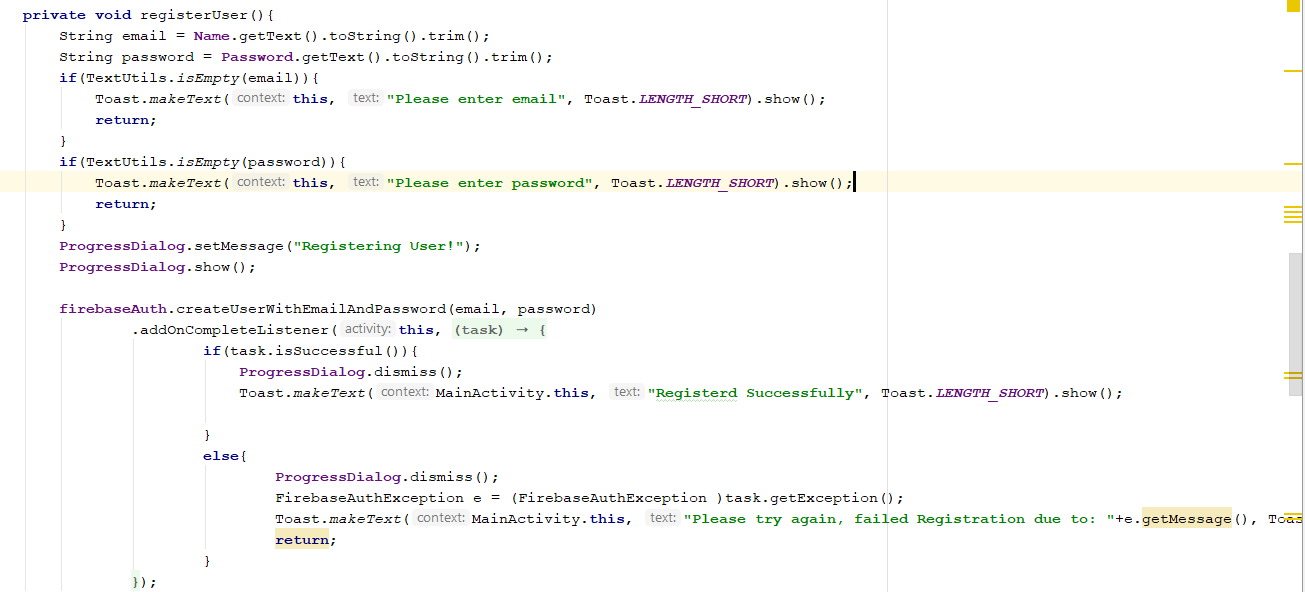 private void registerUser(){
String email = Name.getText().toString().trim();
String password = Password.getText().toString().trim();
if(TextUtils.isEmpty(email)){
Toast.makeText( context: this, text: "Please enter email", Toast.LENGTH_SHORT).show();
return;
}
if(TextUtils.isEmpty(password)){
Toast.makeText( context: this, text: "Please enter password", Toast.LENGTH_SHORT).show();
return;
}
ProgressDialog.setMessage("Registering User!");
ProgressDialog.show();
firebaseAuth.createUserWithEmailAndPassword(email, password)
.addOnCompleteListener( activity: this, (task) → {
if(task.isSuccessful()){
ProgressDialog.dismiss();
Toast.makeText( context: MainActivity.this, text: "Registerd Successfully", Toast.LENGTH_SHORT).show();
}
else{
ProgressDialog.dismiss();
FirebaseAuthException e = (FirebaseAuthException )task.getException();
Toast.makeText( context: MainActivity.this, text: "Please try again, failed Registration due to: "+e.getMessage(), Toas
return;
}
});